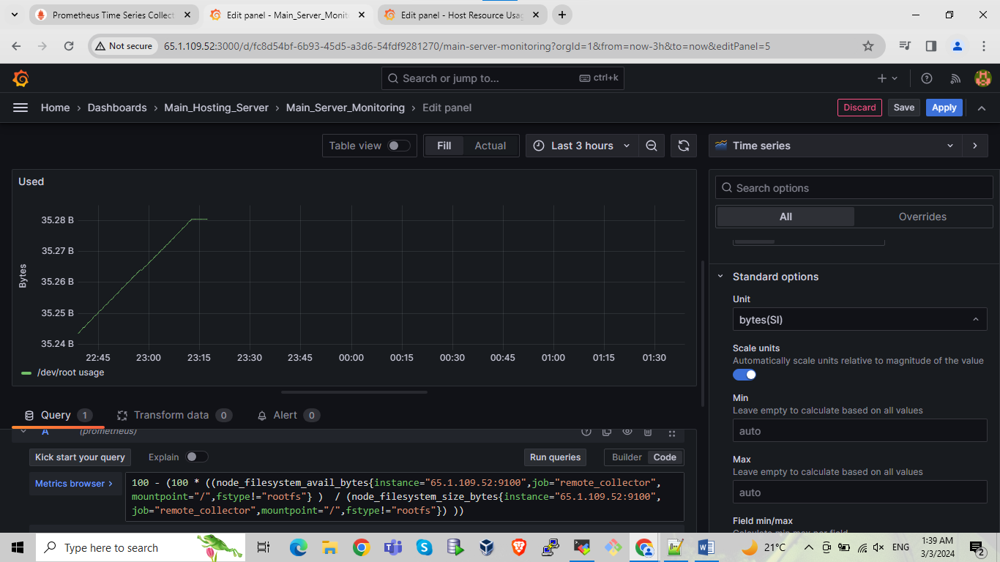 Prometheus Time Series Collect
Edit panel - Main_Server_Monito
Edit panel - Host Resource Usag
Not secure
65.1.109.52:3000/d/fc8d54bf-6b93-45d5-a3d6-54fdf9281270/main-server-monitoring?orgId=1&from=now-3h&to=now&editPanel=5
Search or jump to...
ctrl+k
Home › Dashboards › Main_Hosting_Server › Main_Server_Monitoring › Edit panel
Discard
Save
Apply
Table view
Fill
Actual
Last 3 hours
Time series
Used
35.28 B
35.27 B
35.26 B
35.25 B
35.24 B
Bytes
22:45 23:00 23:15 23:30 23:45 00:00 00:15 00:30 00:45 01:00 01:15 01:30
/dev/root usage
Search options
All
Overrides
Standard options
Unit
bytes(SI)
Scale units
Automatically scale units relative to magnitude of the value
Min
Leave empty to calculate based on all values
auto
Max
Leave empty to calculate based on all values
auto
Field min/max
Calculate min max per field
Query 1
Transform data 0
Alert 0
A (prometheus)
Kick start your query
Explain
Run queries
Builder
Code
Metrics browser >
100 - (100 * ((node_filesystem_avail_bytes{instance="65.1.109.52:9100",job="remote_collector",
mountpoint="/",fstype!="rootfs"} )  / (node_filesystem_size_bytes{instance="65.1.109.52:9100",
job="remote_collector",mountpoint="/",fstype!="rootfs"}) ))
Type here to search
21°C
ENG
1:39 AM
3/3/2024
2